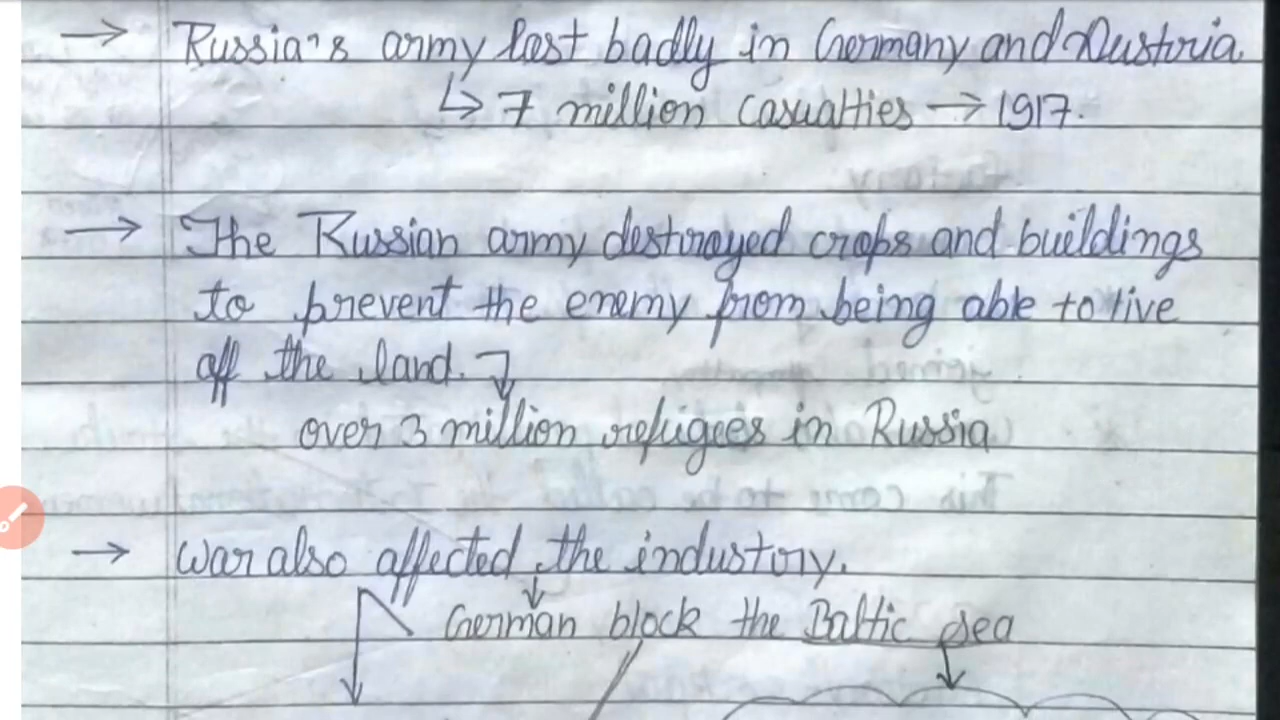 → Russia's army lost badly in Germany and Austria
↳ 7 million casualties → 1917.
→ The Russian army destroyed crops and buildings
to prevent the enemy from being able to live
off the land. ↴
over 3 million refugees in Russia
→ War also affected the industory.
German block the Baltic sea